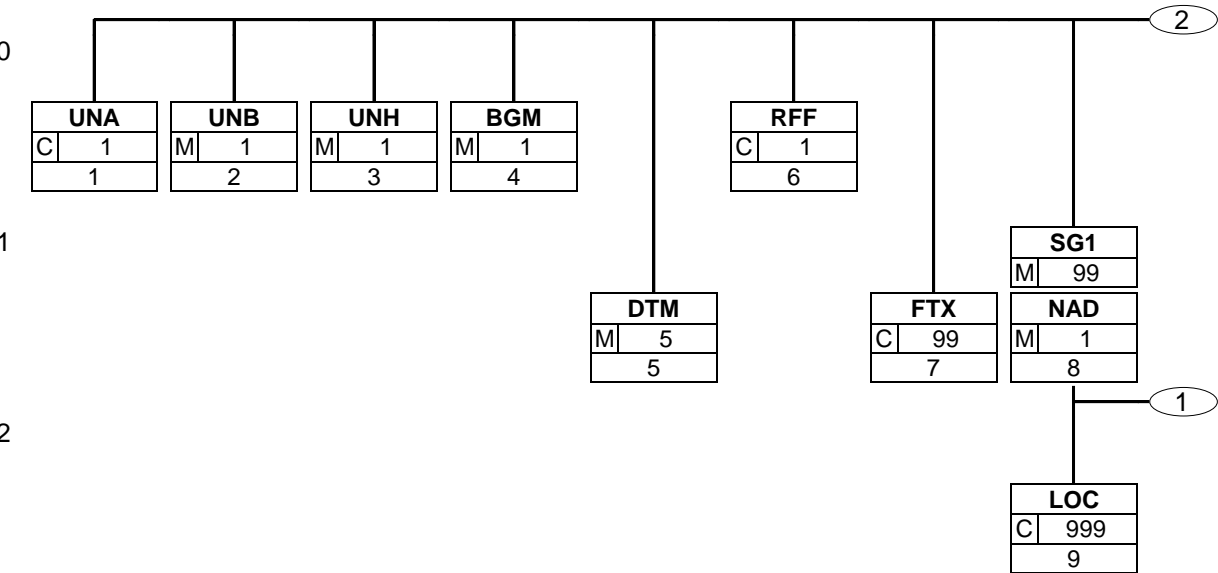 2
0
UNA UNB UNH BGM RFF
C 1 M 1 M 1 M 1 C 1
1 2 3 4 6
1
SG1
M 99
DTM FTX NAD
M 5 C 99 M 1
5 7 8
1
2
LOC
C 999
9